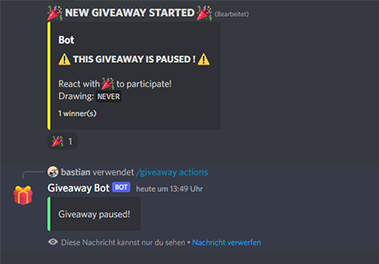 🎉 NEW GIVEAWAY STARTED 🎉 (Bearbeitet)
Bot
⚠️ THIS GIVEAWAY IS PAUSED ! ⚠️
React with 🎉 to participate!
Drawing: NEVER
1 winner(s)
🎉 1
bastian verwendet /giveaway actions
Giveaway Bot BOT heute um 13:49 Uhr
Giveaway paused!
Diese Nachricht kannst nur du sehen • Nachricht verwerfen